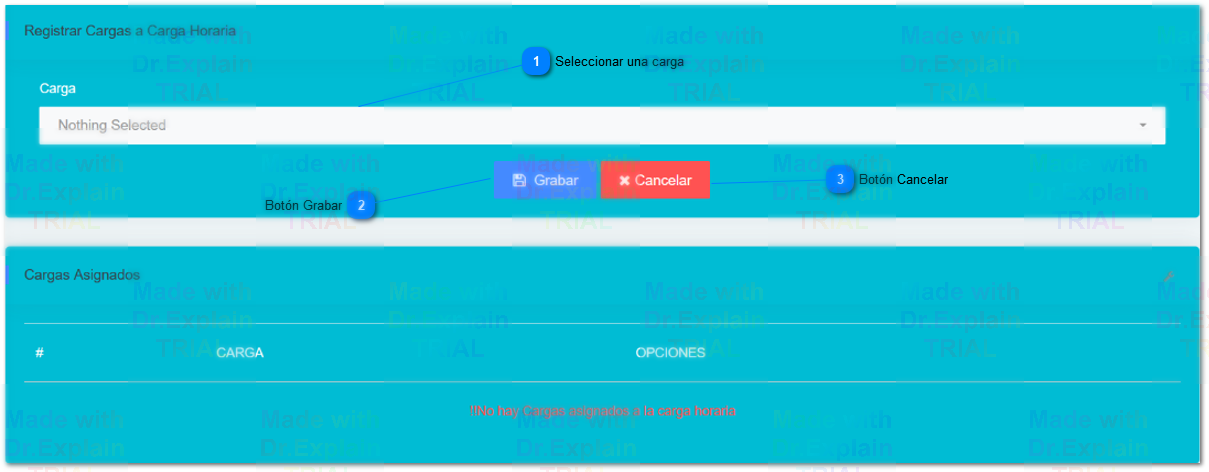 Registrar Cargas a Carga Horaria
1 Seleccionar una carga
Carga
Nothing Selected
Grabar
Cancelar
3 Botón Cancelar
Botón Grabar 2
Cargas Asignados
# CARGA OPCIONES
!!No hay Cargas asignados a la carga horaria
Made with
Dr.Explain
TRIAL